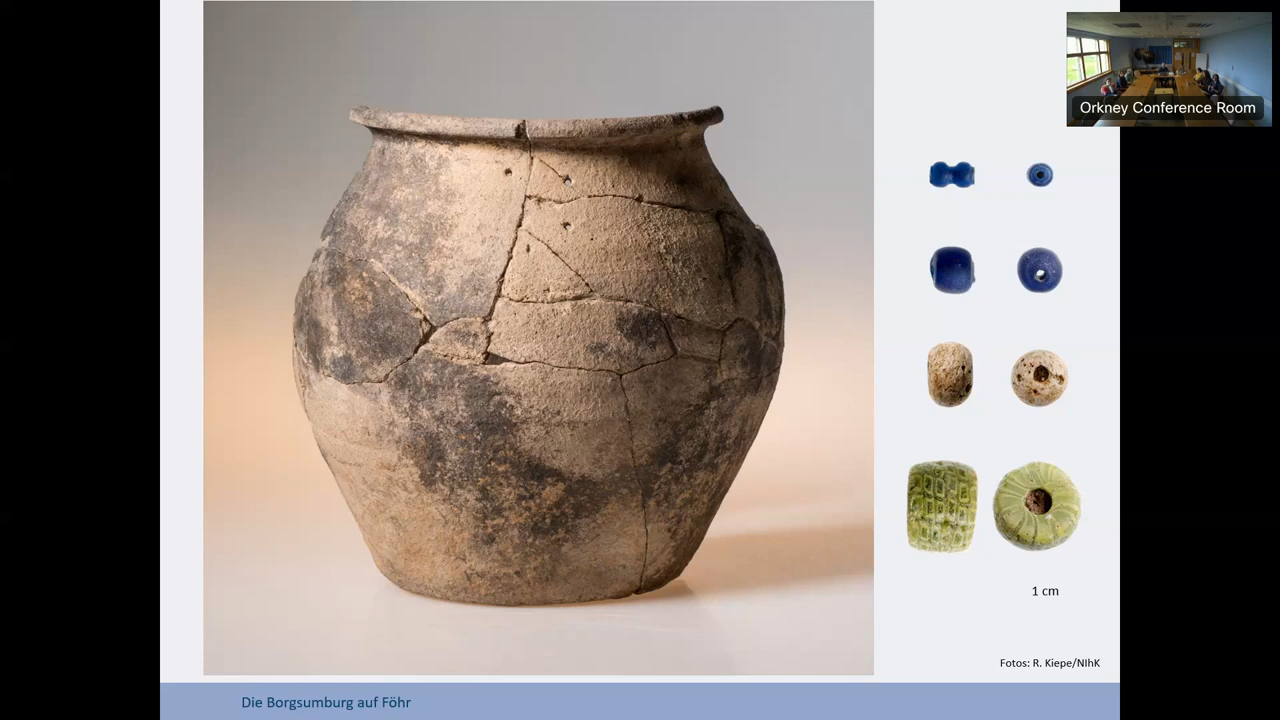 Orkney Conference Room
1 cm
Fotos: R. Kiepe/NIhK
Die Borgsumburg auf Föhr